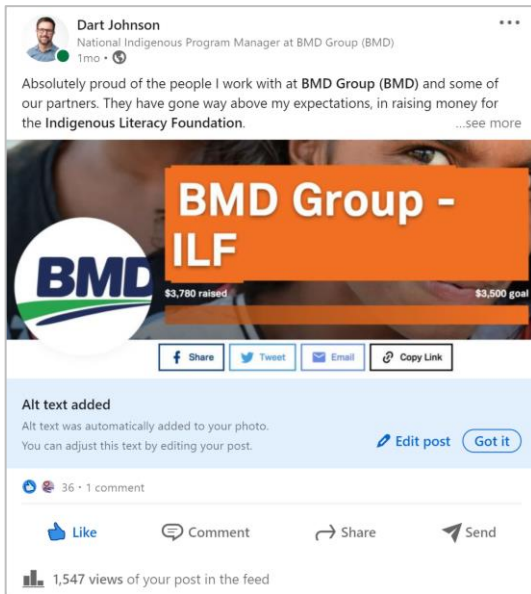 Dart Johnson
National Indigenous Program Manager at BMD Group (BMD)
1mo •
Absolutely proud of the people I work with at BMD Group (BMD) and some of
our partners. They have gone way above my expectations, in raising money for
the Indigenous Literacy Foundation. ...see more
BMD Group -
ILF
BMD
$3,780 raised $3,500 goal
Share Tweet Email Copy Link
Alt text added
Alt text was automatically added to your photo.
You can adjust this text by editing your post.
Edit post Got it
36 • 1 comment
Like Comment Share Send
1,547 views of your post in the feed